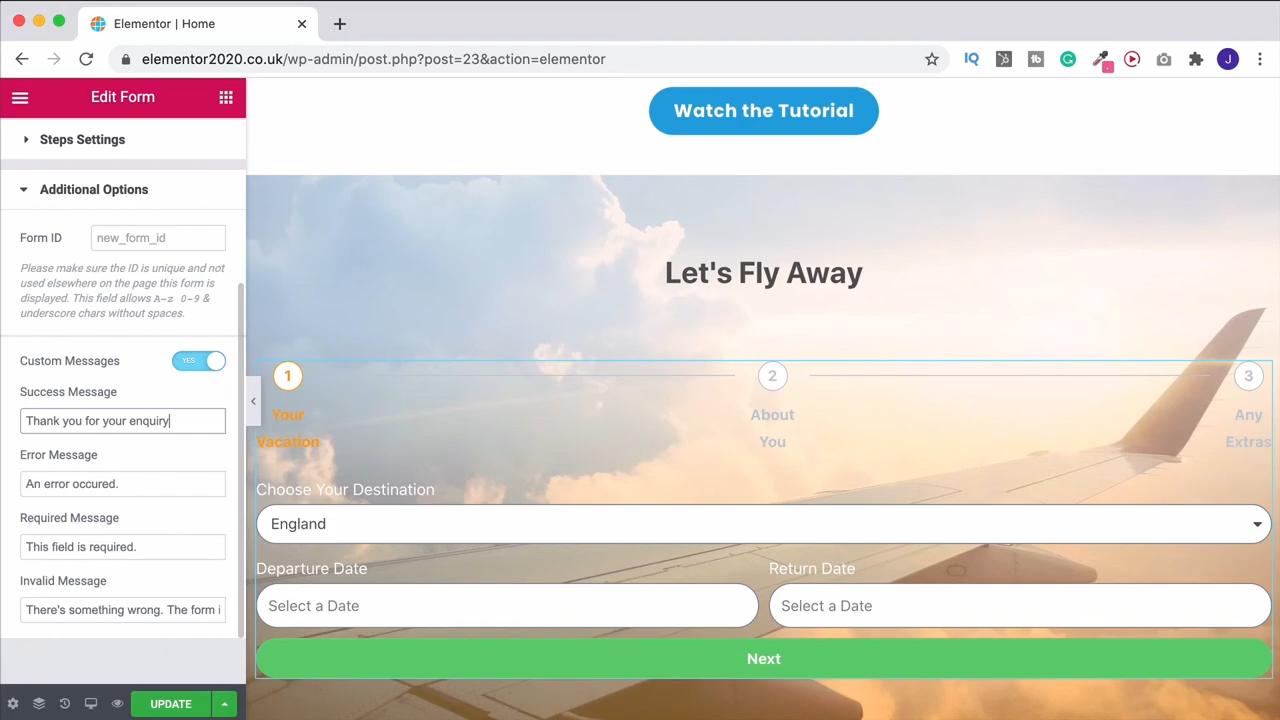 Elementor | Home
elementor2020.co.uk/wp-admin/post.php?post=23&action=elementor
IQ
tb
J
Edit Form
Steps Settings
Additional Options
Form ID
new_form_id
Please make sure the ID is unique and not
used elsewhere on the page this form is
displayed. This field allows A-z 0-9 &
underscore chars without spaces.
Custom Messages
YES
Success Message
Thank you for your enquiry
Error Message
An error occured.
Required Message
This field is required.
Invalid Message
There's something wrong. The form i
UPDATE
Watch the Tutorial
Let's Fly Away
1
2
3
Your
Vacation
About
You
Any
Extras
Choose Your Destination
England
Departure Date
Return Date
Select a Date
Select a Date
Next